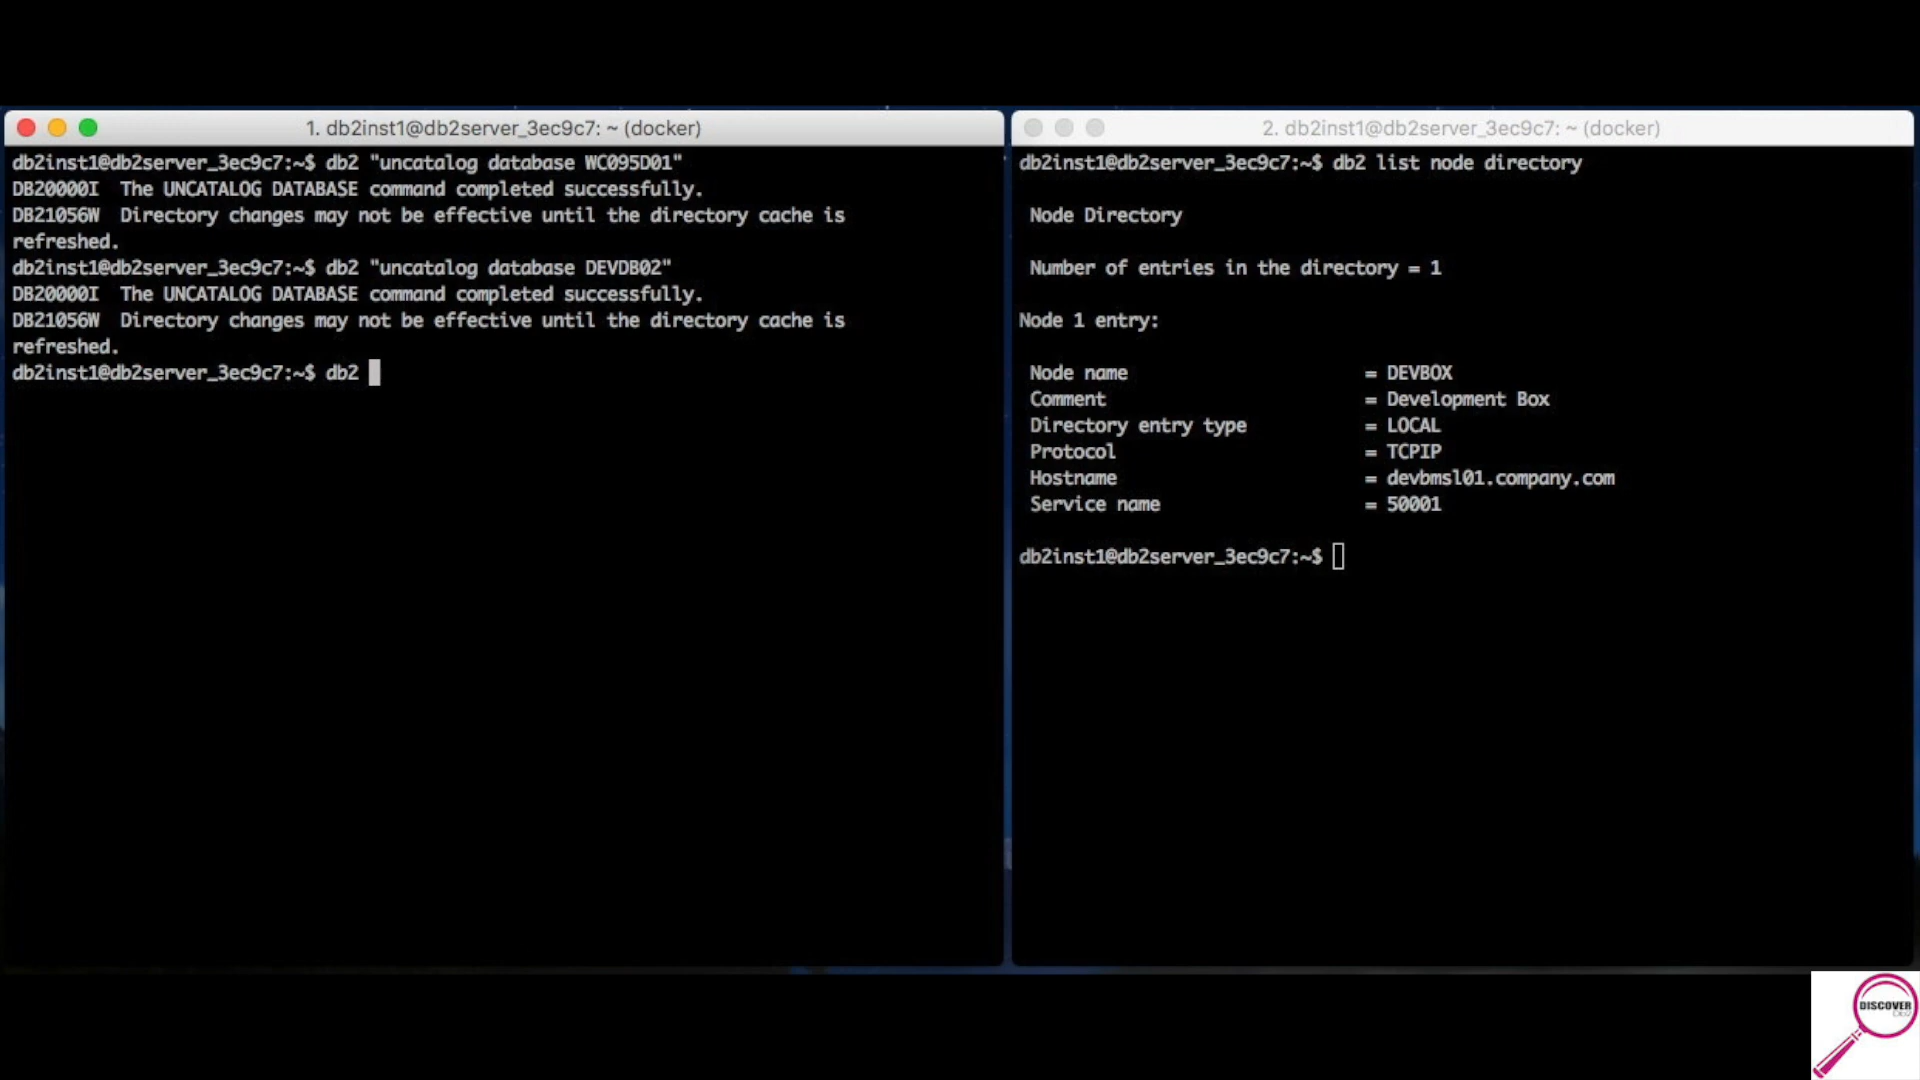 1. db2inst1@db2server_3ec9c7: ~ (docker)
db2inst1@db2server_3ec9c7:~$ db2 "uncatalog database WC095D01"
DB20000I  The UNCATALOG DATABASE command completed successfully.
DB21056W  Directory changes may not be effective until the directory cache is
refreshed.
db2inst1@db2server_3ec9c7:~$ db2 "uncatalog database DEVDB02"
DB20000I  The UNCATALOG DATABASE command completed successfully.
DB21056W  Directory changes may not be effective until the directory cache is
refreshed.
db2inst1@db2server_3ec9c7:~$ db2
2. db2inst1@db2server_3ec9c7: ~ (docker)
db2inst1@db2server_3ec9c7:~$ db2 list node directory
Node Directory
Number of entries in the directory = 1
Node 1 entry:
Node name = DEVBOX
Comment = Development Box
Directory entry type = LOCAL
Protocol = TCPIP
Hostname = devbmsl01.company.com
Service name = 50001
db2inst1@db2server_3ec9c7:~$
DISCOVER